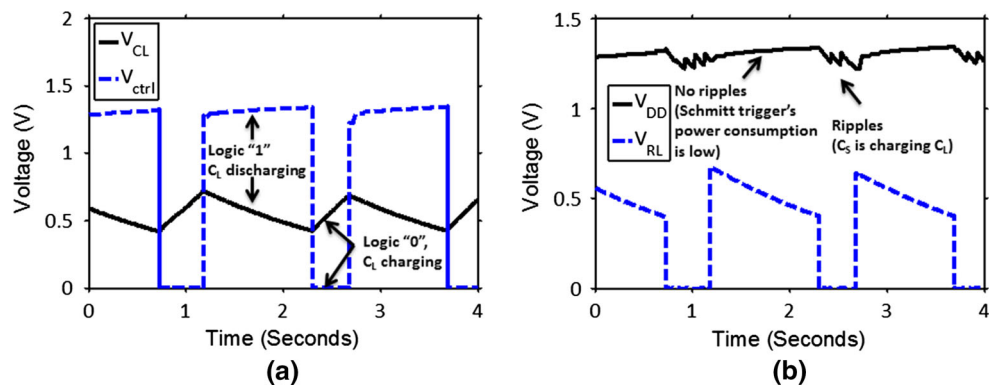 2
1.5
1
0.5
0
0
1
2
3
4
Voltage (V)
Time (Seconds)
V_CL
V_ctrl
Logic “1”
C_L discharging
Logic “0”,
C_L charging
(a)
1.5
1
0.5
0
0
1
2
3
4
Voltage (V)
Time (Seconds)
V_DD
V_RL
No ripples
(Schmitt trigger’s
power consumption
is low)
Ripples
(C_S is charging C_L)
(b)